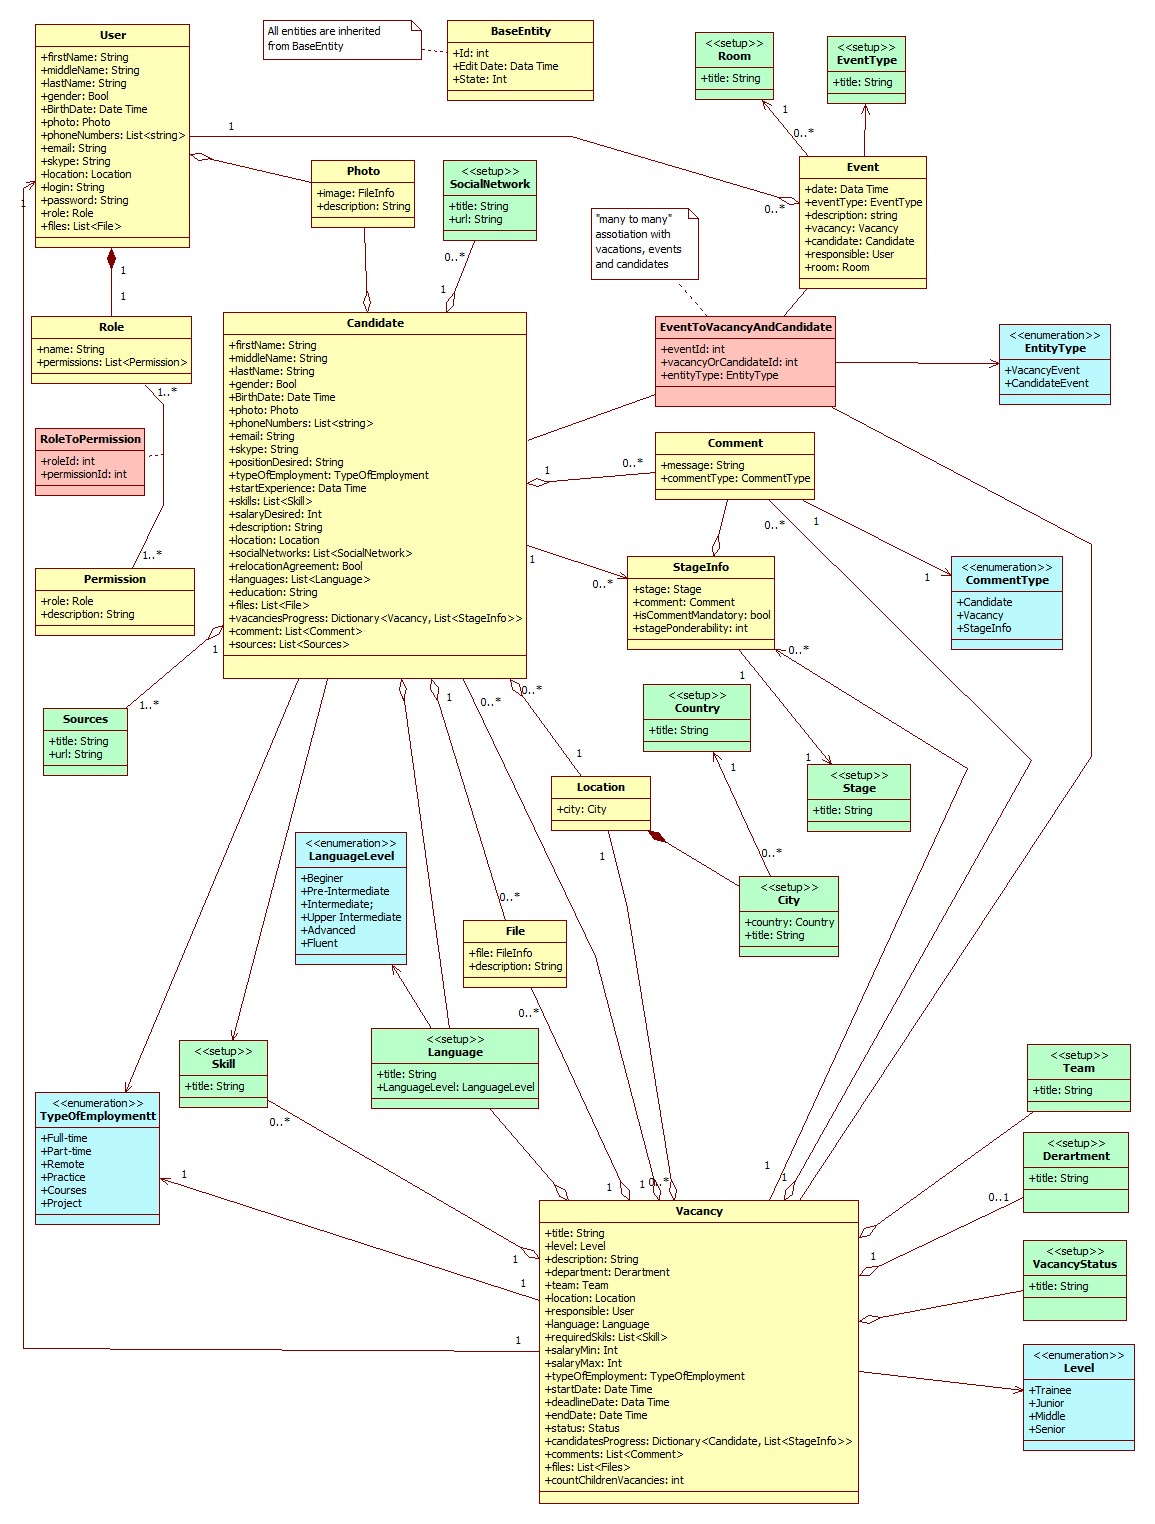 User
+firstName: String
+middleName: String
+lastName: String
+gender: Bool
+BirthDate: Date Time
+photo: Photo
+phoneNumbers: List<string>
+email: String
+skype: String
+location: Location
+login: String
+password: String
+role: Role
+files: List<File>
All entities are inherited
from BaseEntity
BaseEntity
+Id: int
+Edit Date: Data Time
+State: Int
<<setup>>
Room
+title: String
<<setup>>
EventType
+title: String
1
0..*
1
0..*
1
Photo
+image: FileInfo
+description: String
<<setup>>
SocialNetwork
+title: String
+url: String
0..*
1
"many to many"
assotiation with
vacations, events
and candidates
Event
+date: Data Time
+eventType: EventType
+description: string
+vacancy: Vacancy
+candidate: Candidate
+responsible: User
+room: Room
1
1
Role
+name: String
+permissions: List<Permission>
1..*
RoleToPermission
+roleId: int
+permissionId: int
1..*
Permission
+role: Role
+description: String
Candidate
+firstName: String
+middleName: String
+lastName: String
+gender: Bool
+BirthDate: Date Time
+photo: Photo
+phoneNumbers: List<string>
+email: String
+skype: String
+positionDesired: String
+typeOfEmployment: TypeOfEmployment
+startExperience: Data Time
+skills: List<Skill>
+salaryDesired: Int
+description: String
+location: Location
+socialNetworks: List<SocialNetwork>
+relocationAgreement: Bool
+languages: List<Language>
+education: String
+files: List<File>
+vacanciesProgress: Dictionary<Vacancy, List<StageInfo>>
+comment: List<Comment>
+sources: List<Sources>
EventToVacancyAndCandidate
+eventId: int
+vacancyOrCandidateId: int
+entityType: EntityType
<<enumeration>>
EntityType
+VacancyEvent
+CandidateEvent
1
0..*
Comment
+message: String
+commentType: CommentType
0..*
1
1
<<enumeration>>
CommentType
+Candidate
+Vacancy
+StageInfo
1
0..*
StageInfo
+stage: Stage
+comment: Comment
+isCommentMandatory: bool
+stagePonderability: int
0..*
1
1
1
1..*
Sources
+title: String
+url: String
1
0..*
0..*
<<setup>>
Country
+title: String
1
0..*
<<setup>>
Stage
+title: String
1
Location
+city: City
1
<<setup>>
City
+country: Country
+title: String
<<enumeration>>
LanguageLevel
+Beginer
+Pre-Intermediate
+Intermediate;
+Upper Intermediate
+Advanced
+Fluent
0..*
File
+file: FileInfo
+description: String
0..*
<<setup>>
Language
+title: String
+LanguageLevel: LanguageLevel
<<setup>>
Skill
+title: String
0..*
<<enumeration>>
TypeOfEmploymentt
+Full-time
+Part-time
+Remote
+Practice
+Courses
+Project
1
<<setup>>
Team
+title: String
<<setup>>
Derartment
+title: String
0..1
1
<<setup>>
VacancyStatus
+title: String
<<enumeration>>
Level
+Trainee
+Junior
+Middle
+Senior
1
1
0..*
1
1
1
1
1
Vacancy
+title: String
+level: Level
+description: String
+department: Derartment
+team: Team
+location: Location
+responsible: User
+language: Language
+requiredSkils: List<Skill>
+salaryMin: Int
+salaryMax: Int
+typeOfEmployment: TypeOfEmployment
+startDate: Date Time
+deadlineDate: Data Time
+endDate: Date Time
+status: Status
+candidatesProgress: Dictionary<Candidate, List<StageInfo>>
+comments: List<Comment>
+files: List<Files>
+countChildrenVacancies: int